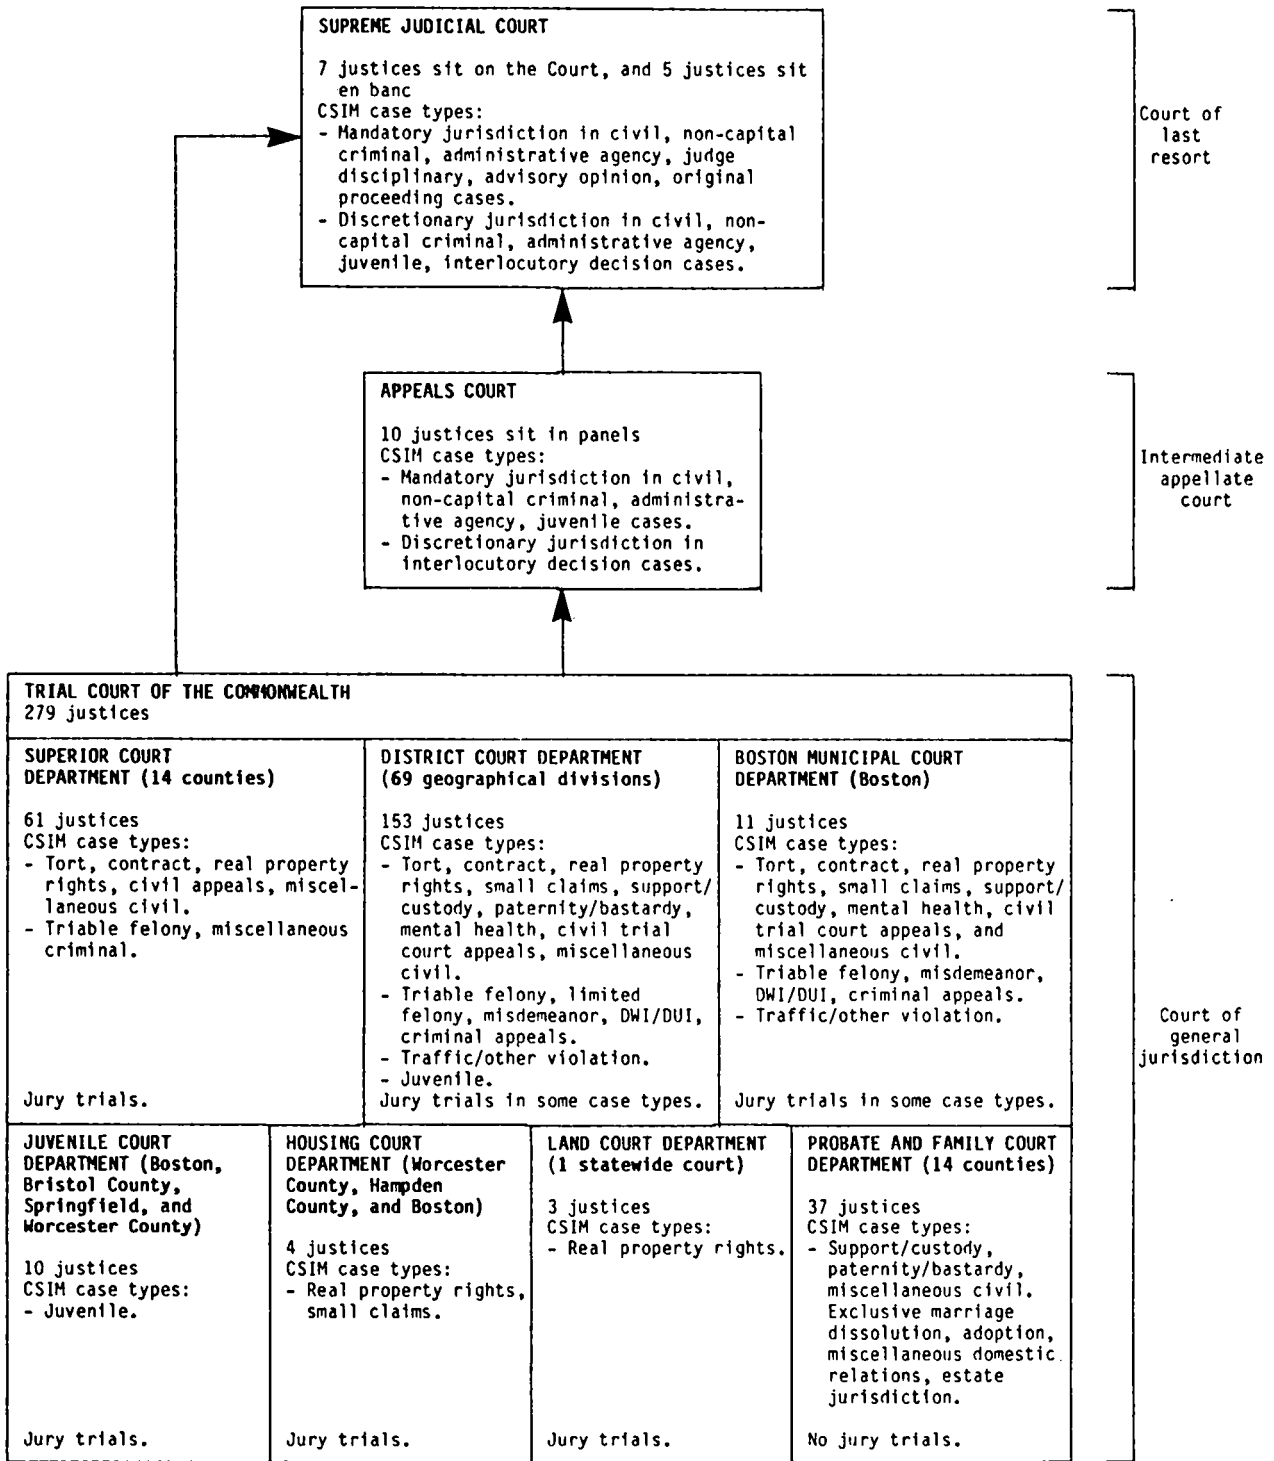 SUPREME JUDICIAL COURT
7 justices sit on the Court, and 5 justices sit
en banc
CSIM case types:
- Mandatory jurisdiction in civil, non-capital
criminal, administrative agency, judge
disciplinary, advisory opinion, original
proceeding cases.
- Discretionary jurisdiction in civil, non-
capital criminal, administrative agency,
juvenile, interlocutory decision cases.
Court of
last
resort
APPEALS COURT
10 justices sit in panels
CSIM case types:
- Mandatory jurisdiction in civil,
non-capital criminal, administra-
tive agency, juvenile cases.
- Discretionary jurisdiction in
interlocutory decision cases.
Intermediate
appellate
court
TRIAL COURT OF THE COMMONWEALTH
279 justices
SUPERIOR COURT
DEPARTMENT (14 counties)
61 justices
CSIM case types:
- Tort, contract, real property
rights, civil appeals, miscel-
laneous civil.
- Triable felony, miscellaneous
criminal.
Jury trials.
DISTRICT COURT DEPARTMENT
(69 geographical divisions)
153 justices
CSIM case types:
- Tort, contract, real property
rights, small claims, support/
custody, paternity/bastardy,
mental health, civil trial
court appeals, miscellaneous
civil.
- Triable felony, limited
felony, misdemeanor, DWI/DUI,
criminal appeals.
- Traffic/other violation.
- Juvenile.
Jury trials in some case types.
BOSTON MUNICIPAL COURT
DEPARTMENT (Boston)
11 justices
CSIM case types:
- Tort, contract, real property
rights, small claims, support/
custody, mental health, civil
trial court appeals, and
miscellaneous civil.
- Triable felony, misdemeanor,
DWI/DUI, criminal appeals.
- Traffic/other violation.
Jury trials in some case types.
Court of
general
jurisdiction
JUVENILE COURT
DEPARTMENT (Boston,
Bristol County,
Springfield, and
Worcester County)
10 justices
CSIM case types:
- Juvenile.
Jury trials.
HOUSING COURT
DEPARTMENT (Worcester
County, Hampden
County, and Boston)
4 justices
CSIM case types:
- Real property rights,
small claims.
Jury trials.
LAND COURT DEPARTMENT
(1 statewide court)
3 justices
CSIM case types:
- Real property rights.
Jury trials.
PROBATE AND FAMILY COURT
DEPARTMENT (14 counties)
37 justices
CSIM case types:
- Support/custody,
paternity/bastardy,
miscellaneous civil.
Exclusive marriage
dissolution, adoption,
miscellaneous domestic
relations, estate
jurisdiction.
No jury trials.